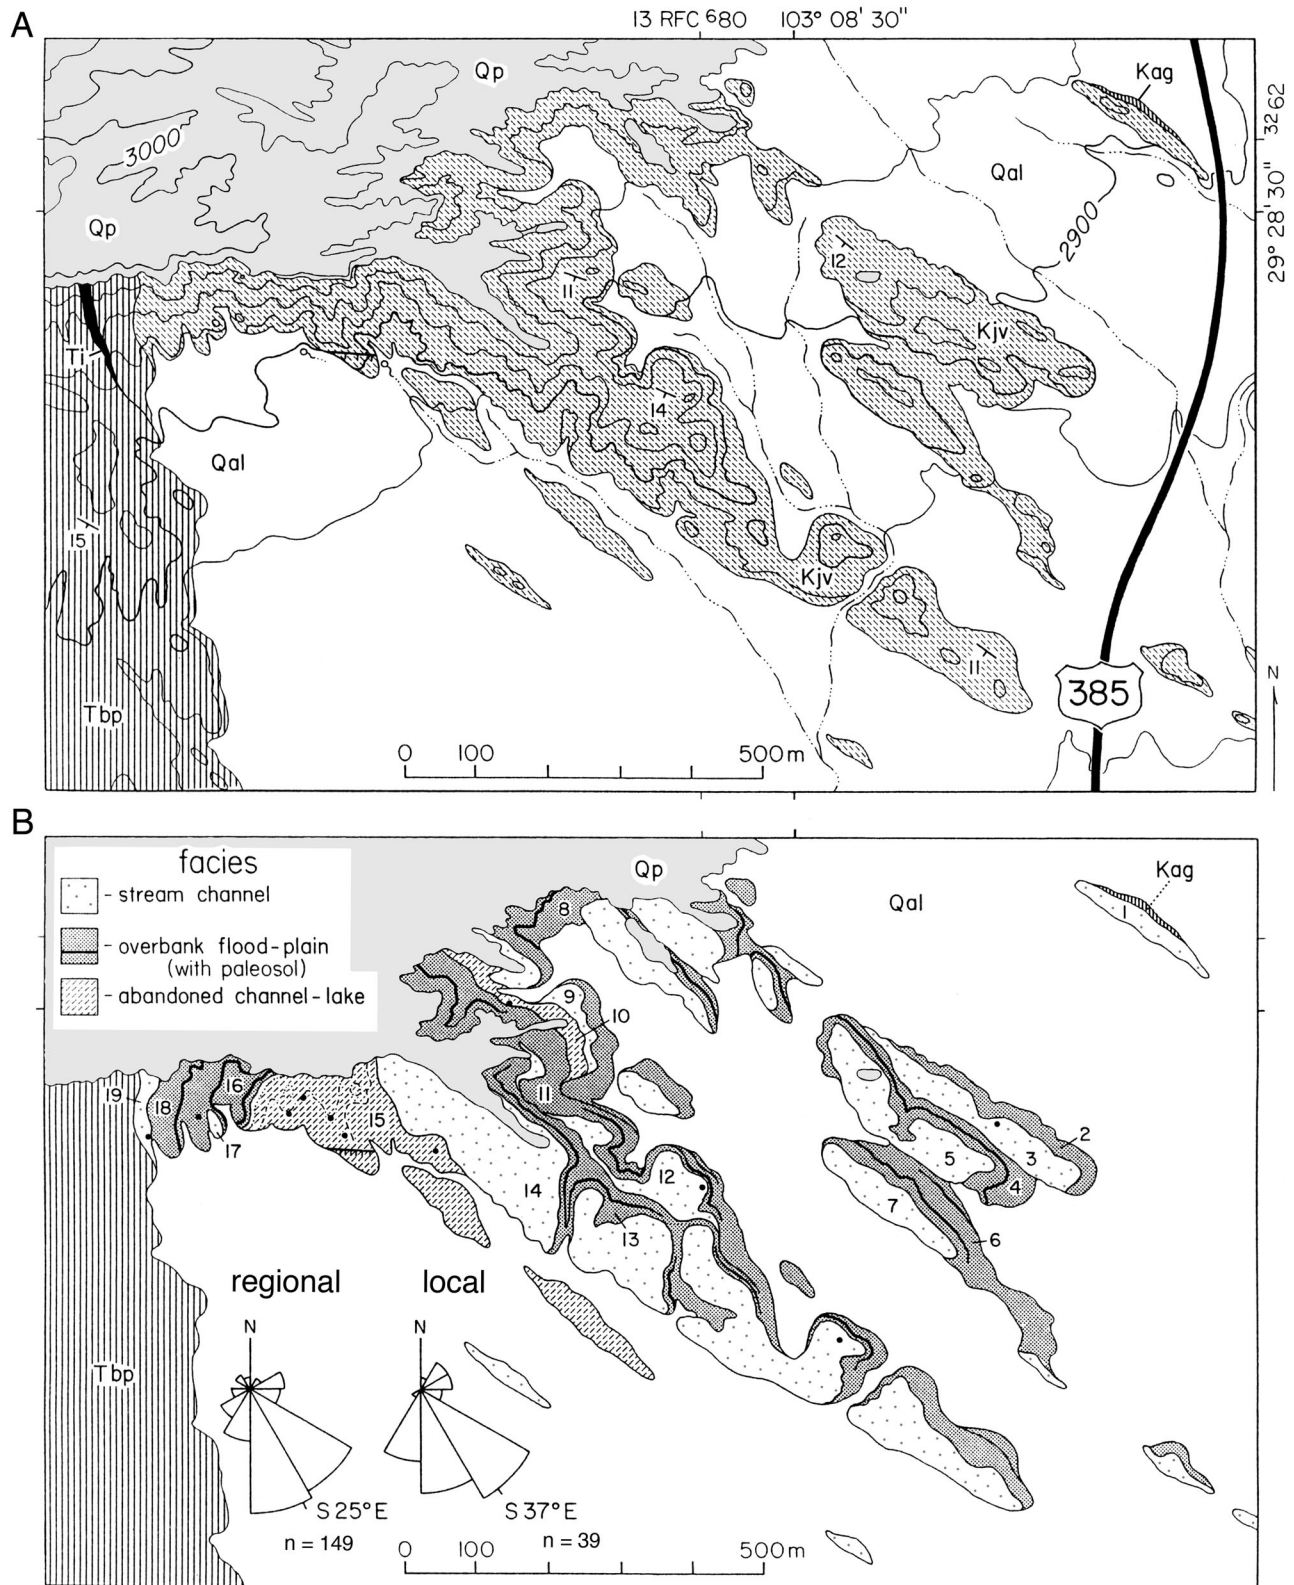 A
13 RFC 680
103° 08' 30"
Qp
Kag
3262
3000'
Qal
29° 28' 30"
Qp
2900
12
11
Kjv
Ti
14
Qal
15
Kjv
11
N
385
Tbp
0 100 500m
B
facies
- stream channel
- overbank flood-plain
(with paleosol)
- abandoned channel-lake
Qp
Kag
Qal
1
8
9
10
19
18
16
11
17
15
2
3
5
4
12
14
7
13
6
regional
local
N
N
Tbp
S 25° E
S 37° E
n = 149
n = 39
0 100 500m